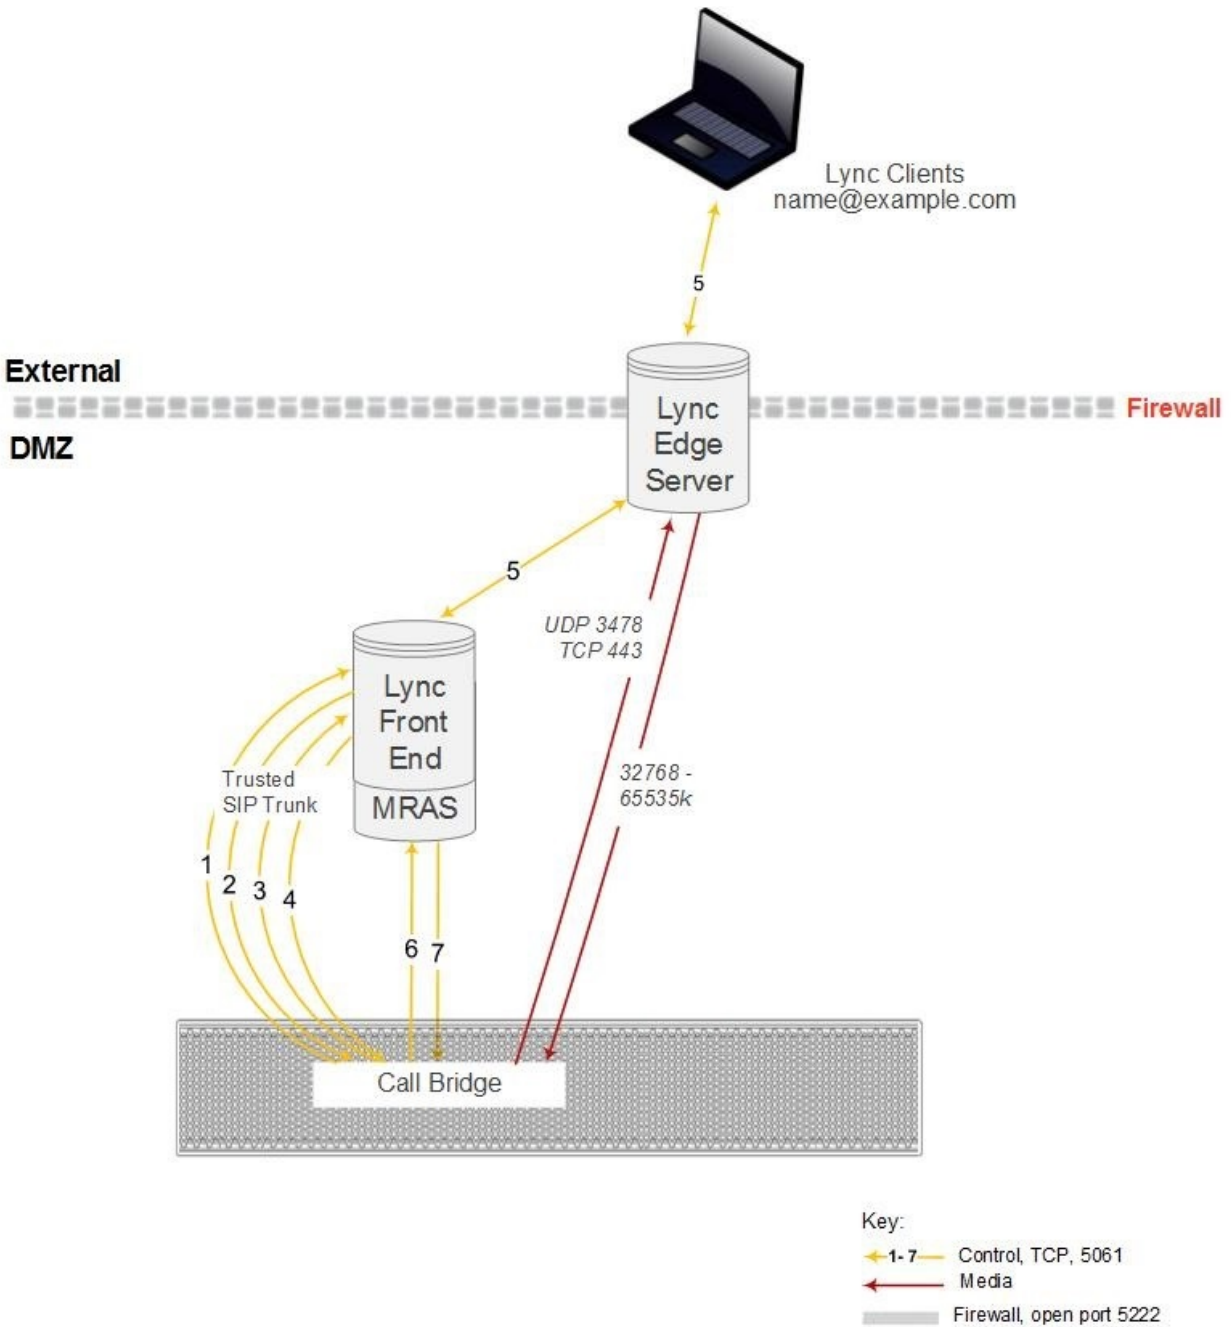 Lync Clients
name@example.com
5
External
Firewall
DMZ
Lync
Edge
Server
5
UDP 3478
TCP 443
Lync
Front
End
MRAS
Trusted
SIP Trunk
32768 -
65535k
1
2
3
4
6
7
Call Bridge
Key:
1-7 Control, TCP, 5061
Media
Firewall, open port 5222